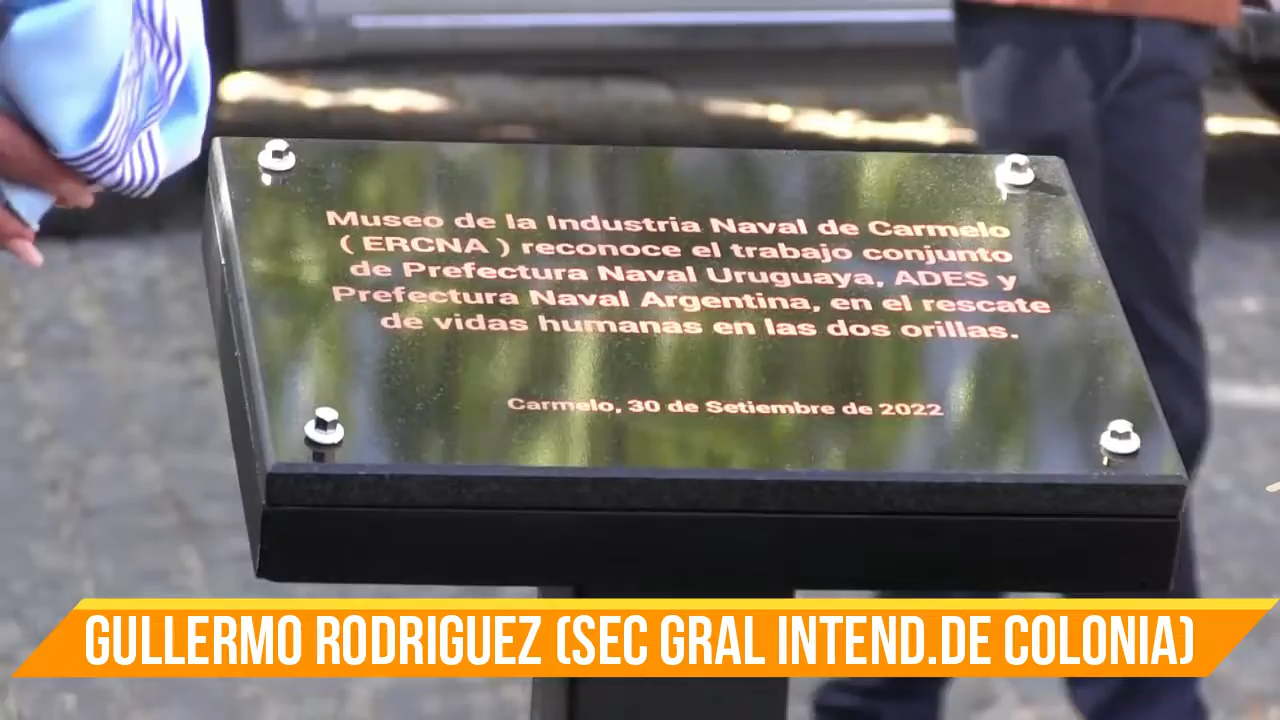 Museo de la Industria Naval de Carmelo
( ERCNA ) reconoce el trabajo conjunto
de Prefectura Naval Uruguaya, ADES y
Prefectura Naval Argentina, en el rescate
de vidas humanas en las dos orillas.
Carmelo, 30 de Setiembre de 2022
GULLERMO RODRIGUEZ (SEC GRAL INTEND.DE COLONIA)